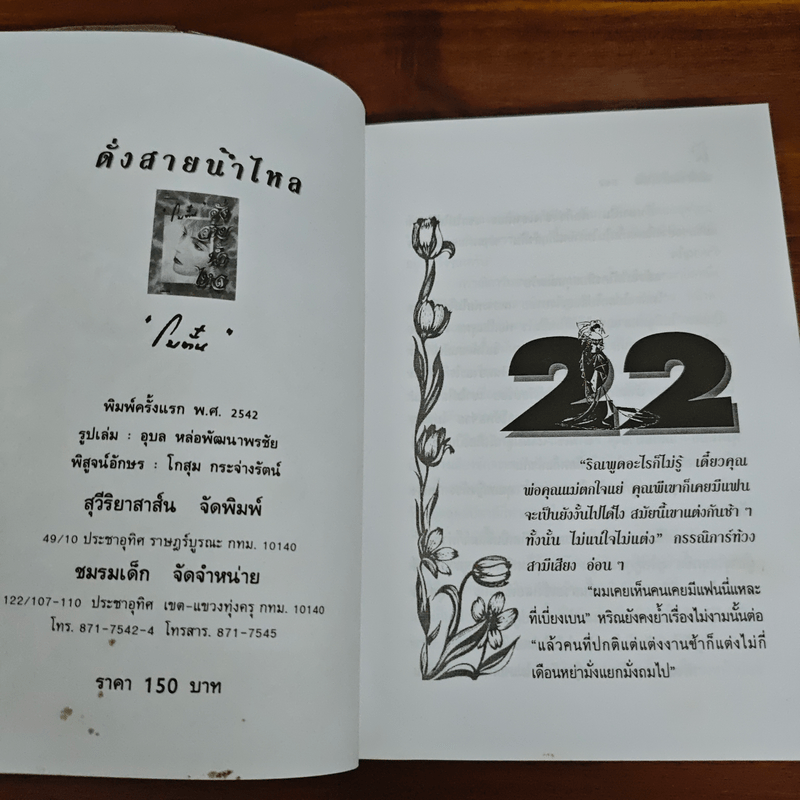 ดั่งสายน้ำไหล
"โบตั๋น" ดั่ง
สาย
น้ำ
ไหล
"โบตั๋น"
พิมพ์ครั้งแรก พ.ศ. 2542
รูปเล่ม : อุบล หล่อพัฒนาพรชัย
พิสูจน์อักษร : โกสุม กระจ่างรัตน์
สุวีริยาสาส์น จัดพิมพ์
49/10 ประชาอุทิศ ราษฎร์บูรณะ กทม. 10140
ชมรมเด็ก จัดจำหน่าย
122/107-110 ประชาอุทิศ เขต-แขวงทุ่งครุ กทม. 10140
โทร. 871-7542-4 โทรสาร. 871-7545
ราคา 150 บาท
22
"ริณพูดอะไรก็ไม่รู้ เดี๋ยวคุณ
พ่อคุณแม่ตกใจแย่ คุณพีเขาก็เคยมีแฟน
จะเป็นยังงั้นไปได้ไง สมัยนี้เขาแต่งกันช้า ๆ
ทั้งนั้น ไม่แน่ใจไม่แต่ง" กรรณิการ์ท้วง
สามีเสียง อ่อน ๆ
"ผมเคยเห็นคนเคยมีแฟนนี่แหละ
ที่เบี่ยงเบน" หริณยังคงย้ำเรื่องไม่งามนั้นต่อ
"แล้วคนที่ปกติแต่แต่งงานช้าก็แต่งไม่กี่
เดือนหย่ามั่งแยกมั่งถมไป"